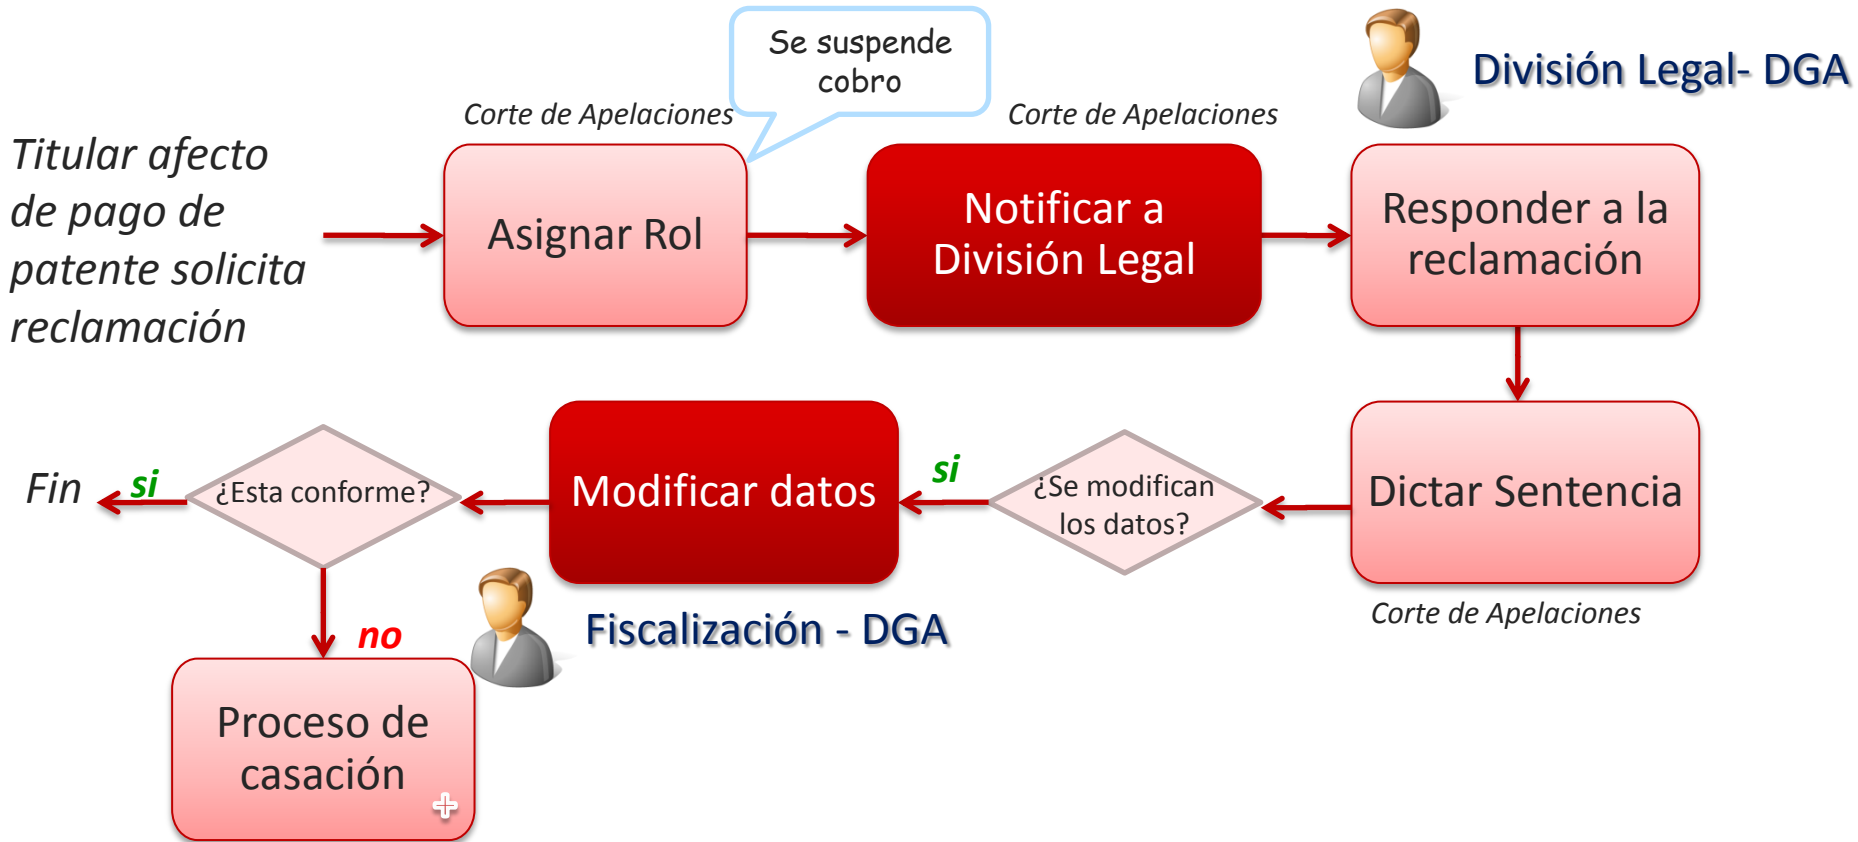 Se suspende
cobro
División Legal- DGA
Corte de Apelaciones
Corte de Apelaciones
Titular afecto
de pago de
patente solicita
reclamación
Asignar Rol
Notificar a
División Legal
Responder a la
reclamación
Fin
si
¿Esta conforme?
Modificar datos
si
¿Se modifican
los datos?
Dictar Sentencia
Corte de Apelaciones
no
Fiscalización - DGA
Proceso de
casación